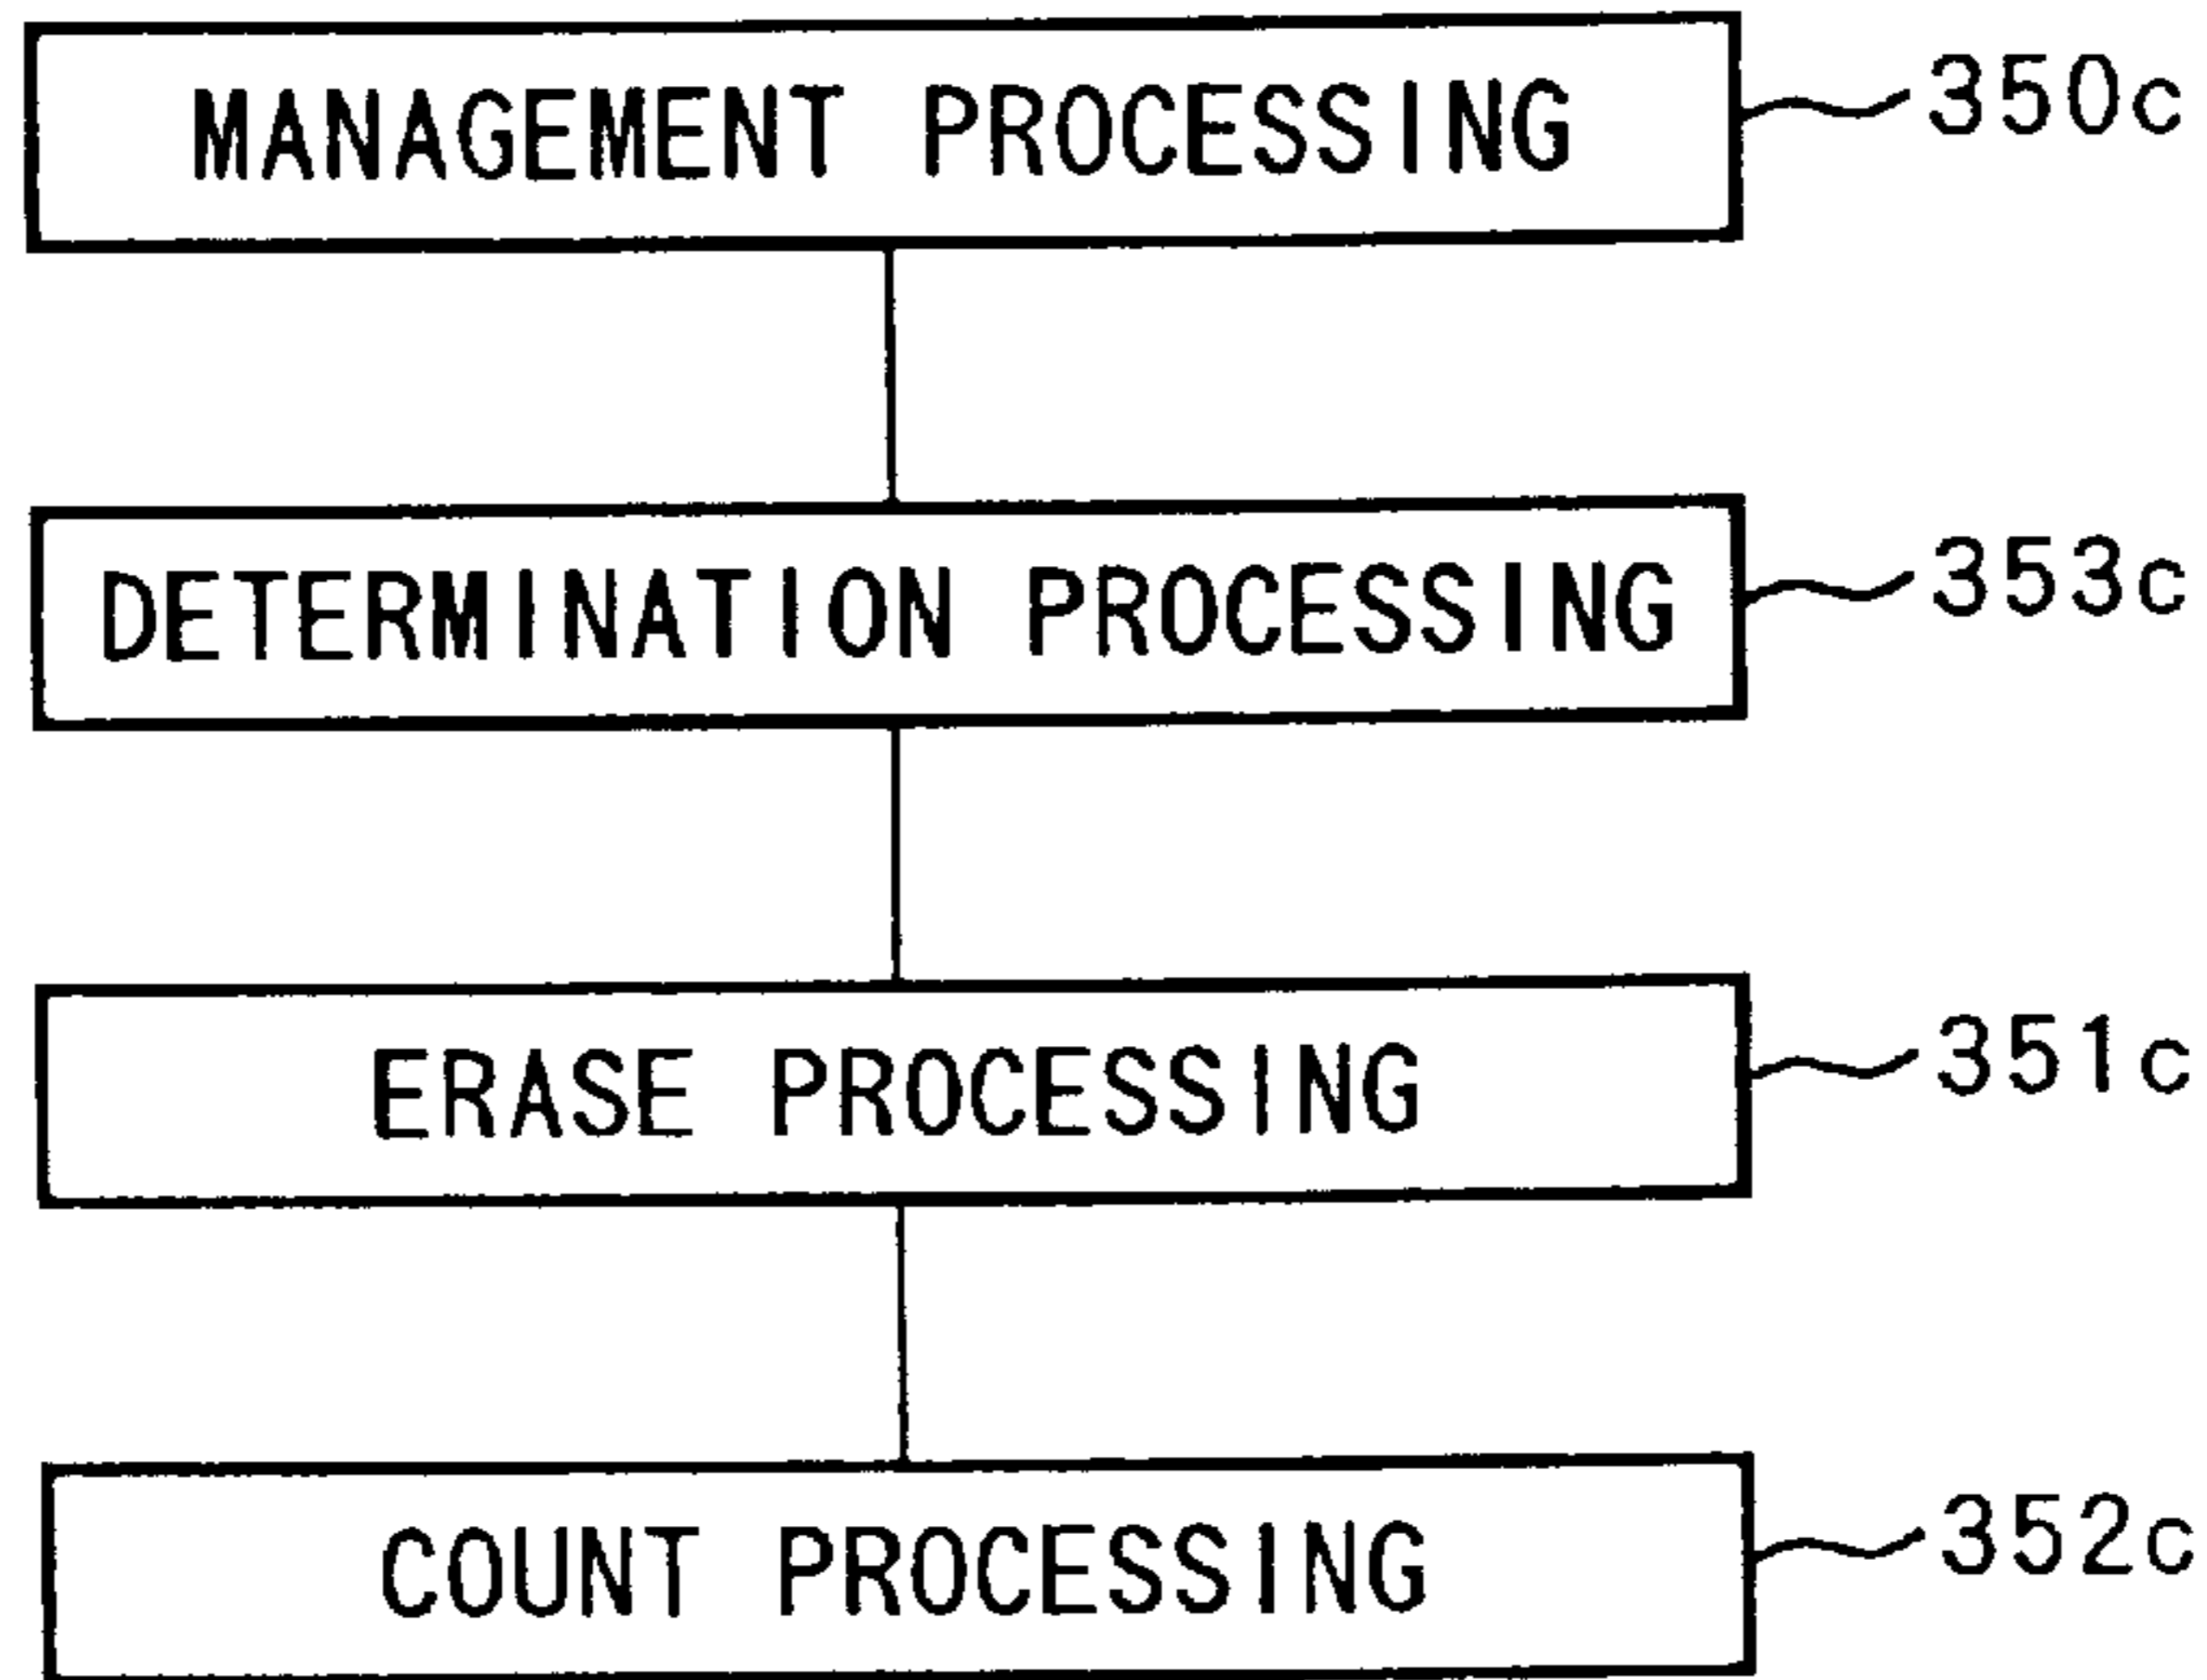 MANAGEMENT PROCESSING 350c
DETERMINATION PROCESSING 353c
ERASE PROCESSING 351c
COUNT PROCESSING 352c